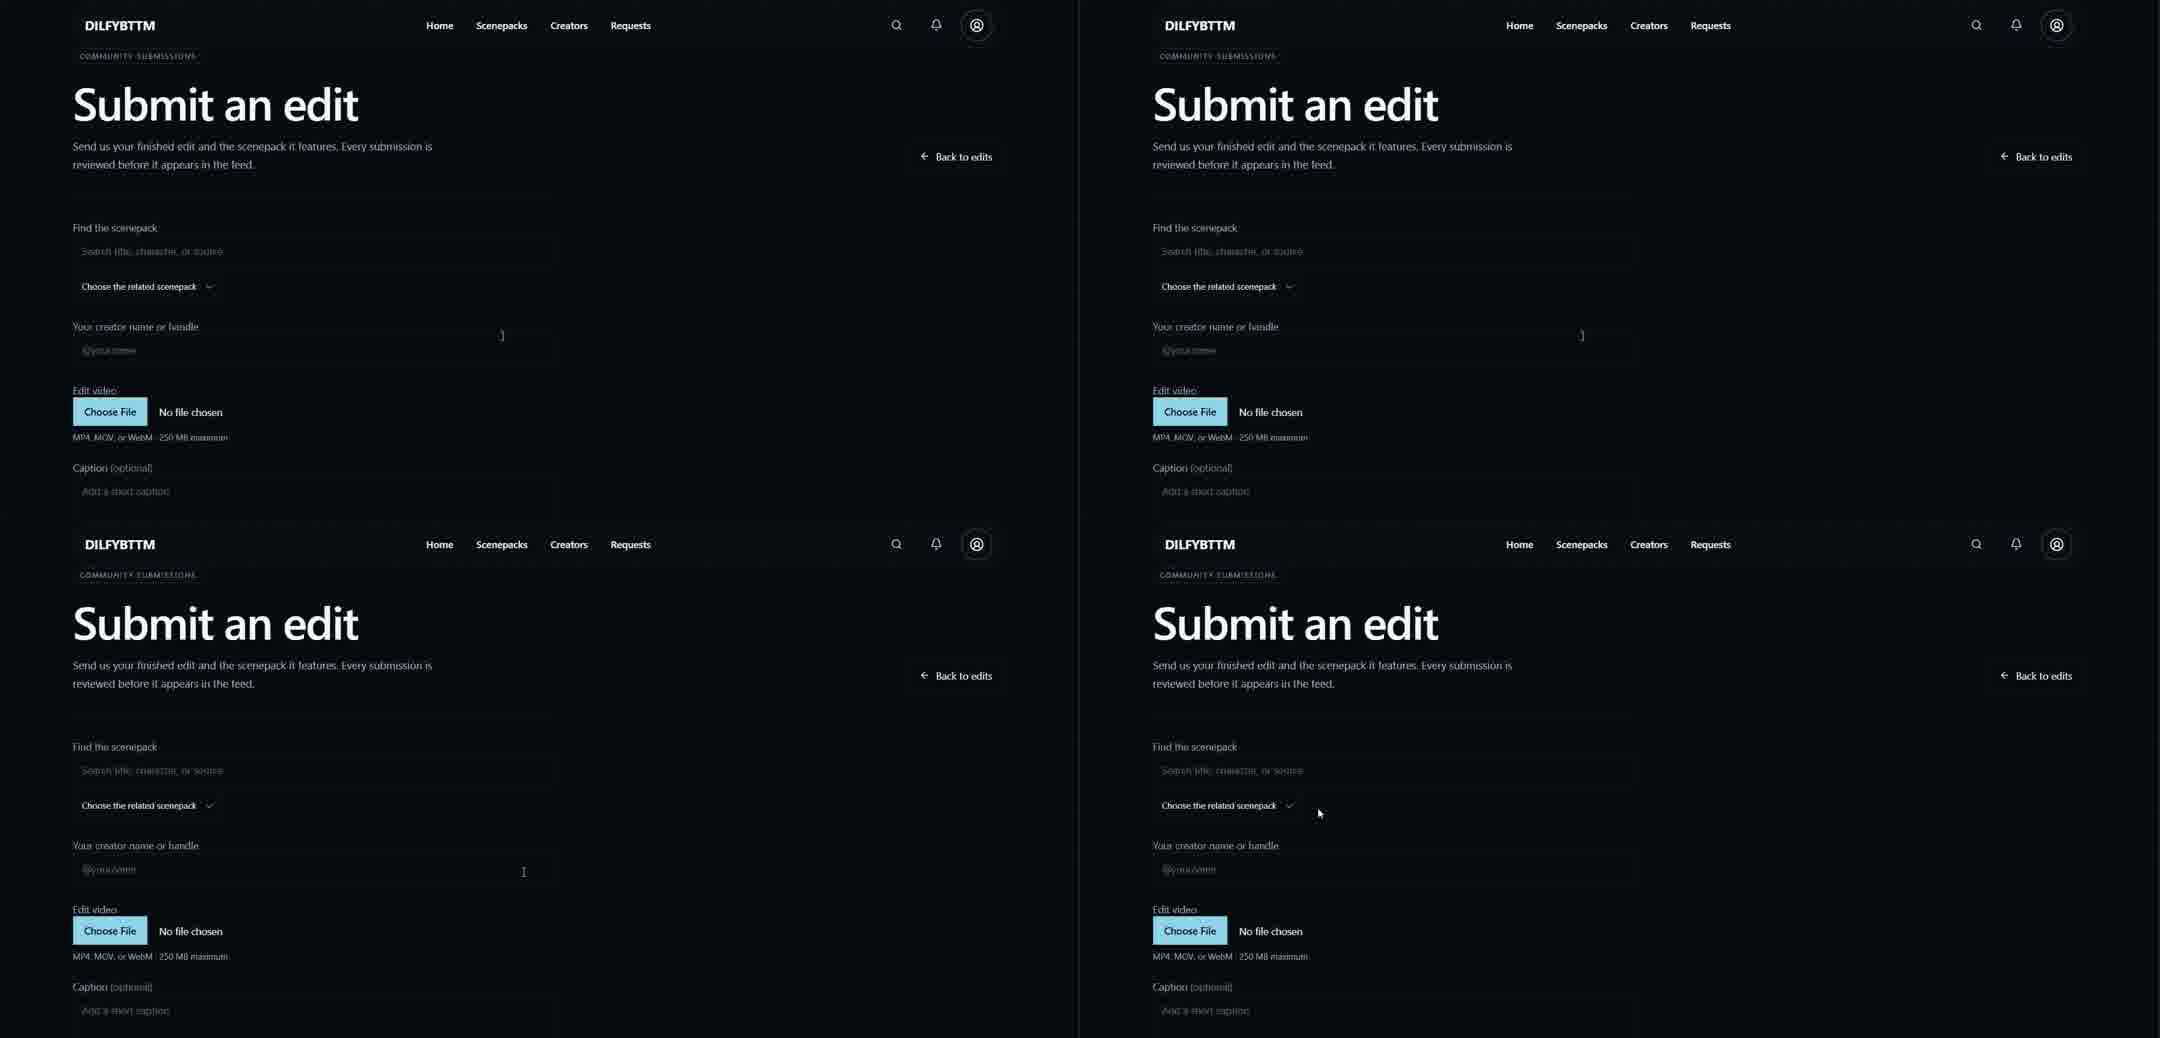 DILFYBTTM Home Scenepacks Creators Requests
COMMUNITY SUBMISSIONS
Submit an edit
Send us your finished edit and the scenepack it features. Every submission is
reviewed before it appears in the feed.
Back to edits
Find the scenepack
Search title, character, or source
Choose the related scenepack
Your creator name or handle
@yourname
Edit video
Choose File No file chosen
MP4, MOV, or WebM · 250 MB maximum
Caption (optional)
Add a short caption
DILFYBTTM Home Scenepacks Creators Requests
COMMUNITY SUBMISSIONS
Submit an edit
Send us your finished edit and the scenepack it features. Every submission is
reviewed before it appears in the feed.
Back to edits
Find the scenepack
Search title, character, or source
Choose the related scenepack
Your creator name or handle
@yourname
Edit video
Choose File No file chosen
MP4, MOV, or WebM · 250 MB maximum
Caption (optional)
Add a short caption
DILFYBTTM Home Scenepacks Creators Requests
COMMUNITY SUBMISSIONS
Submit an edit
Send us your finished edit and the scenepack it features. Every submission is
reviewed before it appears in the feed.
Back to edits
Find the scenepack
Search title, character, or source
Choose the related scenepack
Your creator name or handle
@yourname
Edit video
Choose File No file chosen
MP4, MOV, or WebM · 250 MB maximum
Caption (optional)
Add a short caption
DILFYBTTM Home Scenepacks Creators Requests
COMMUNITY SUBMISSIONS
Submit an edit
Send us your finished edit and the scenepack it features. Every submission is
reviewed before it appears in the feed.
Back to edits
Find the scenepack
Search title, character, or source
Choose the related scenepack
Your creator name or handle
@yourname
Edit video
Choose File No file chosen
MP4, MOV, or WebM · 250 MB maximum
Caption (optional)
Add a short caption